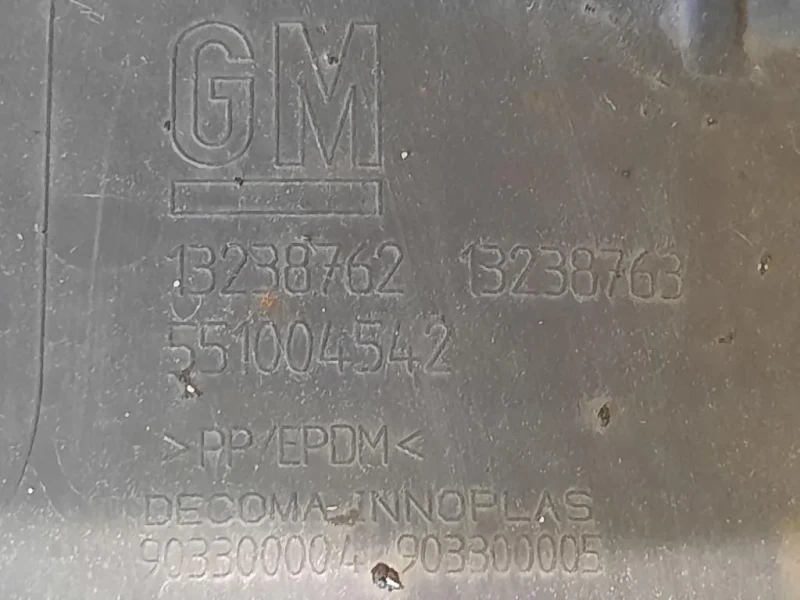 GM
13238762 13238763
551004542
>PP/EPDM<
DECOMA INNOPLAS
903300004 903300005